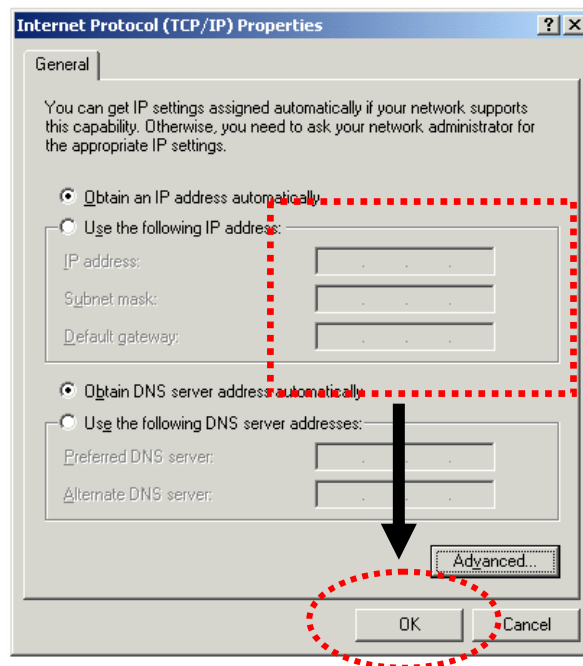 Internet Protocol (TCP/IP) Properties
General
You can get IP settings assigned automatically if your network supports
this capability. Otherwise, you need to ask your network administrator for
the appropriate IP settings.
Obtain an IP address automatically
Use the following IP address:
IP address:
Subnet mask:
Default gateway:
Obtain DNS server address automatically
Use the following DNS server addresses:
Preferred DNS server:
Alternate DNS server:
Advanced...
OK
Cancel